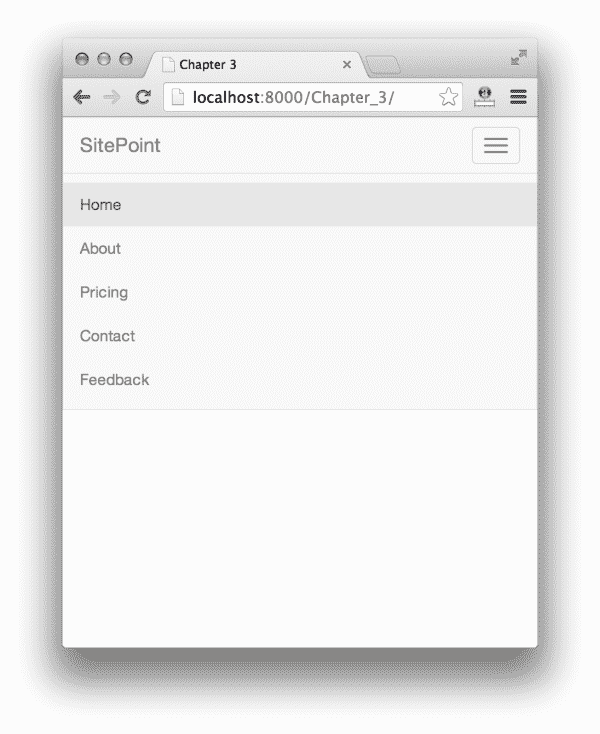 Chapter 3
localhost:8000/Chapter_3/
SitePoint
Home
About
Pricing
Contact
Feedback